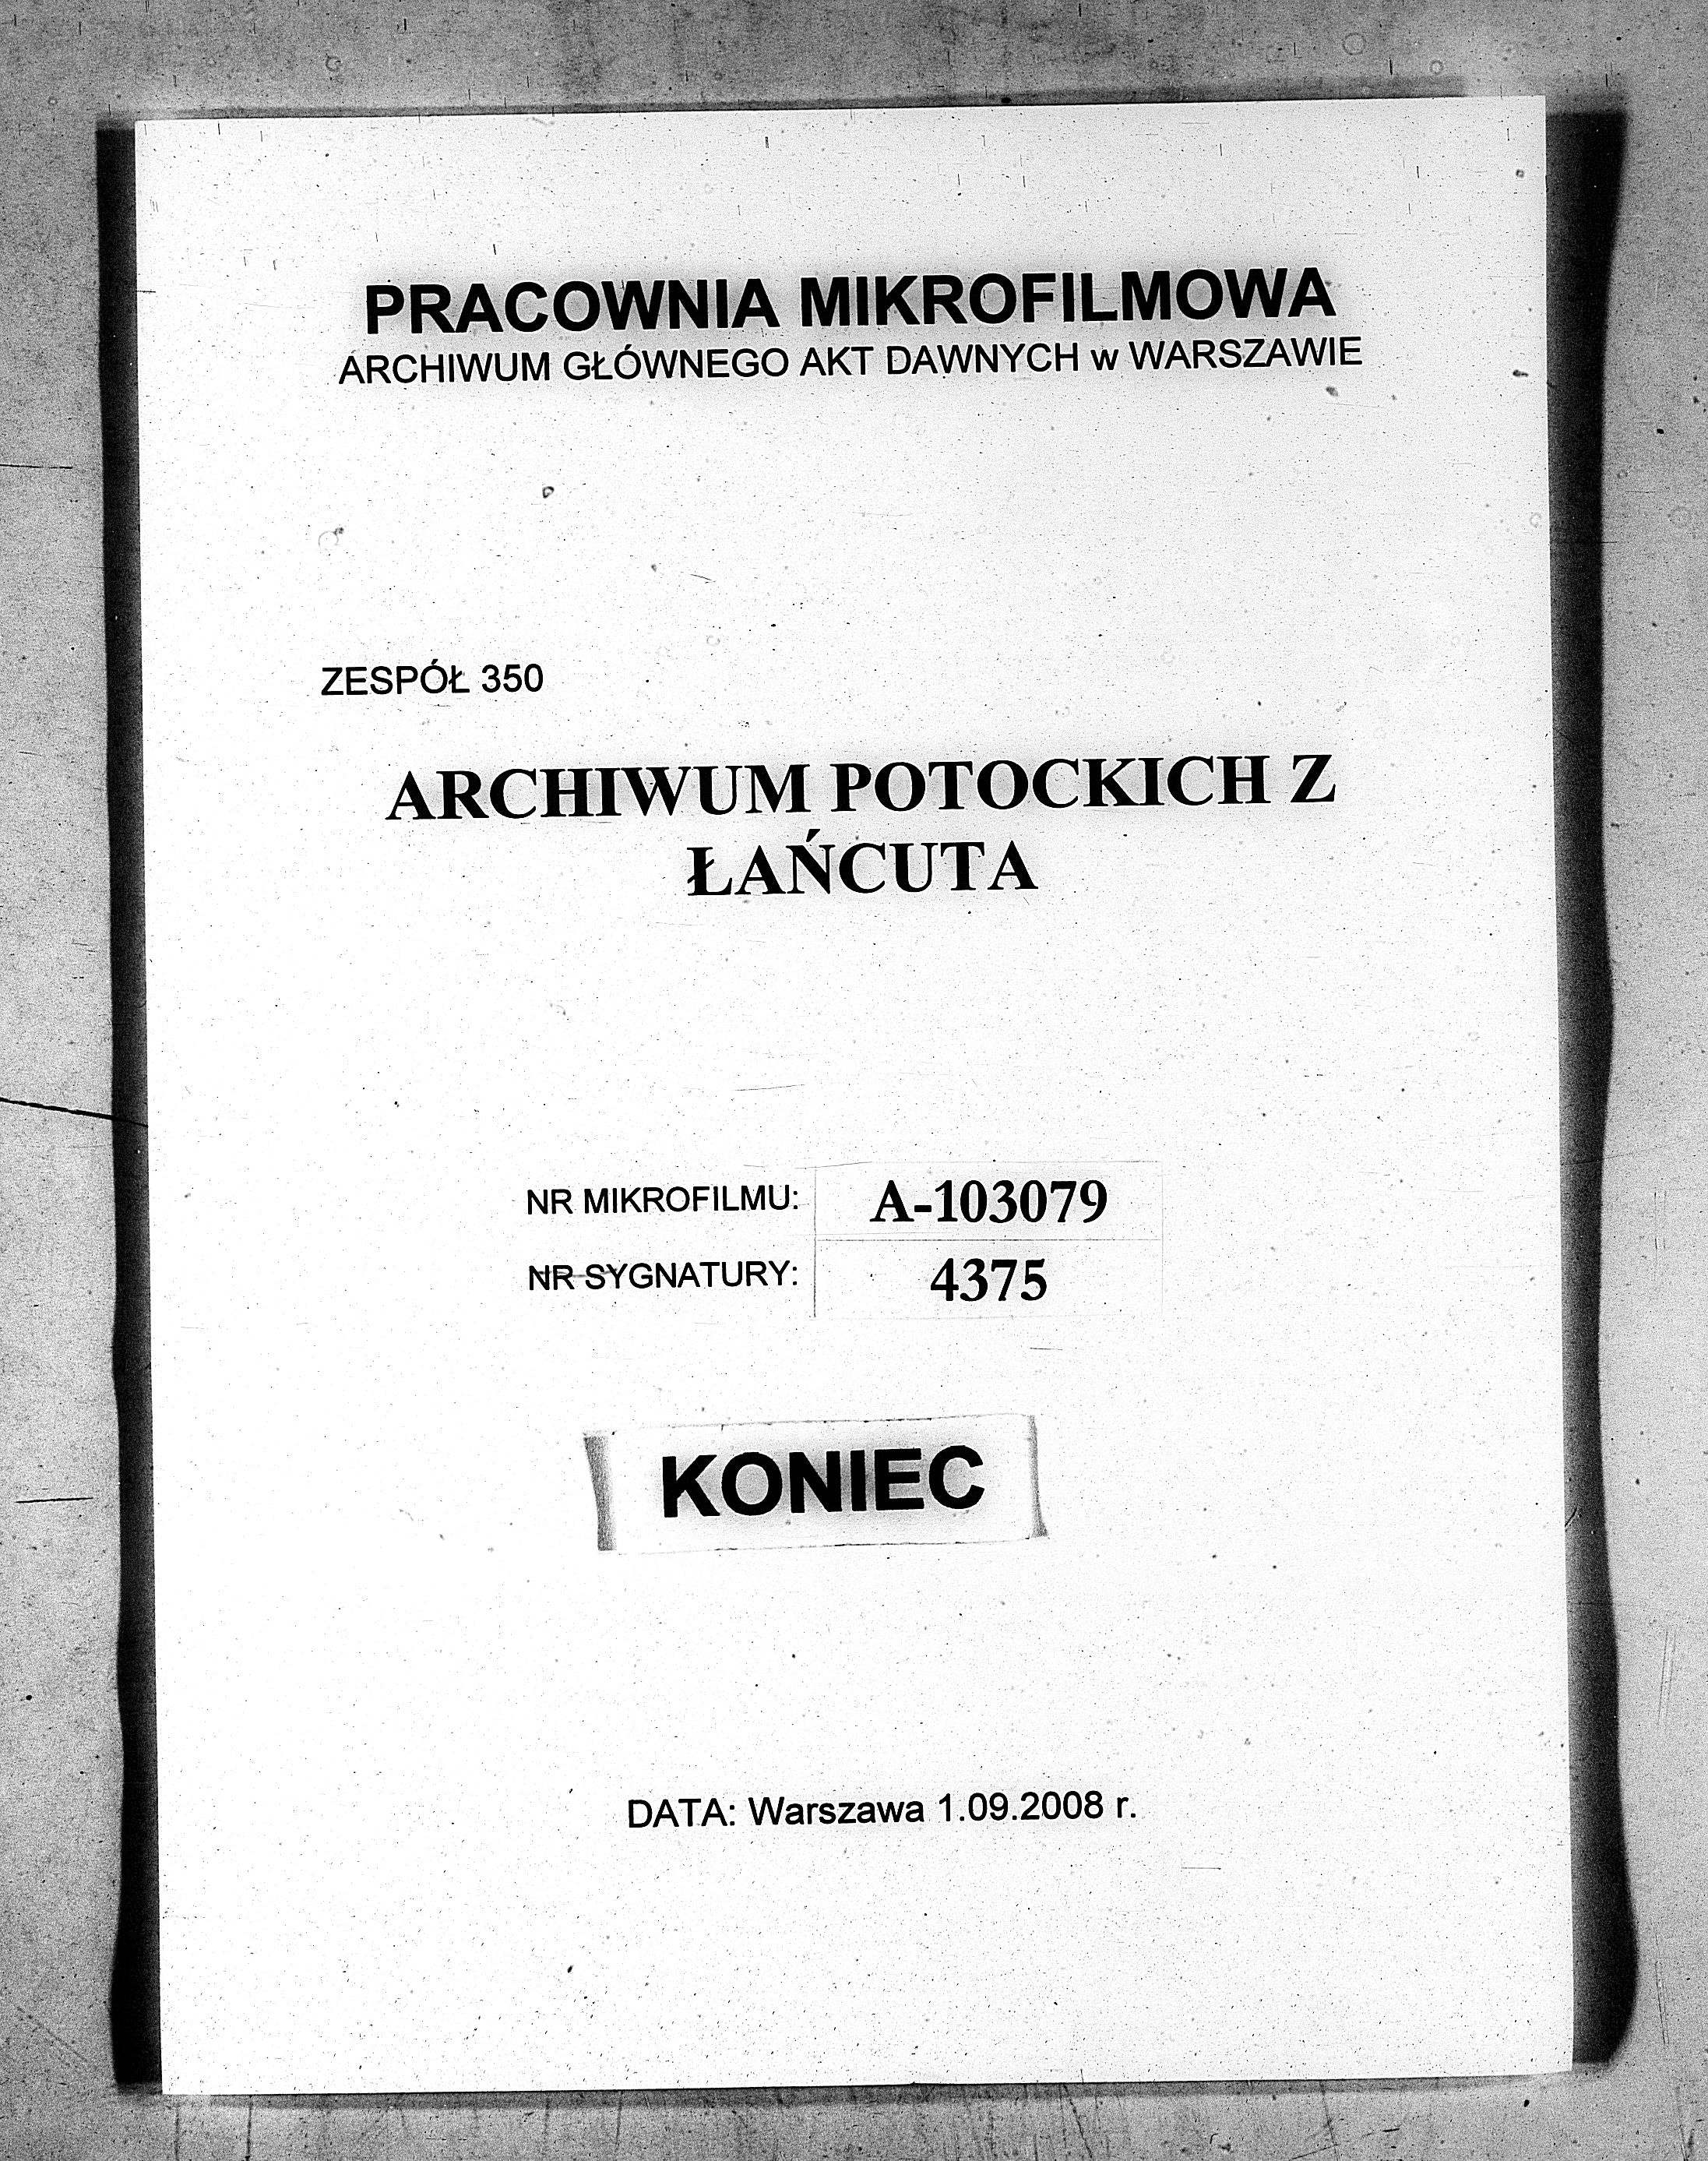 PRACOWNIA MIKROFILMOWA
ARCHIWUM GŁÓWNEGO AKT DAWNYCH w WARSZAWIE
ZESPÓŁ 350
ARCHIWUM POTOCKICH Z
ŁAŃCUTA
NR MIKROFILMU: A-103079
NR SYGNATURY: 4375
KONIEC
DATA: Warszawa 1.09.2008 r.